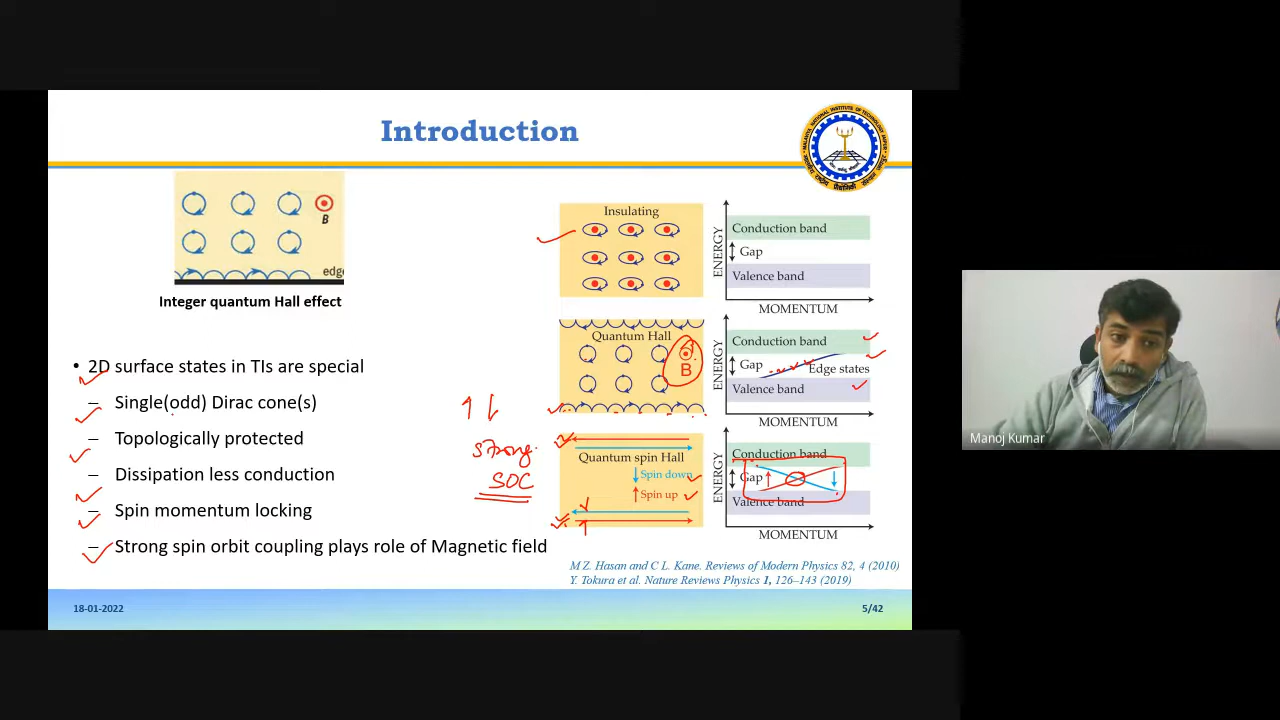 Introduction
B
edge
Integer quantum Hall effect
• 2D surface states in TIs are special
– Single(odd) Dirac cone(s)
– Topologically protected
– Dissipation less conduction
– Spin momentum locking
– Strong spin orbit coupling plays role of Magnetic field
strong
SOC
Insulating
ENERGY
Conduction band
Gap
Valence band
MOMENTUM
Quantum Hall
B
ENERGY
Conduction band
Gap
Edge states
Valence band
MOMENTUM
Quantum spin Hall
Spin down
Spin up
ENERGY
Conduction band
Gap
Valence band
MOMENTUM
M Z. Hasan and C L. Kane. Reviews of Modern Physics 82, 4 (2010)
Y. Tokura et al. Nature Reviews Physics 1, 126–143 (2019)
18-01-2022
5/42
Manoj Kumar